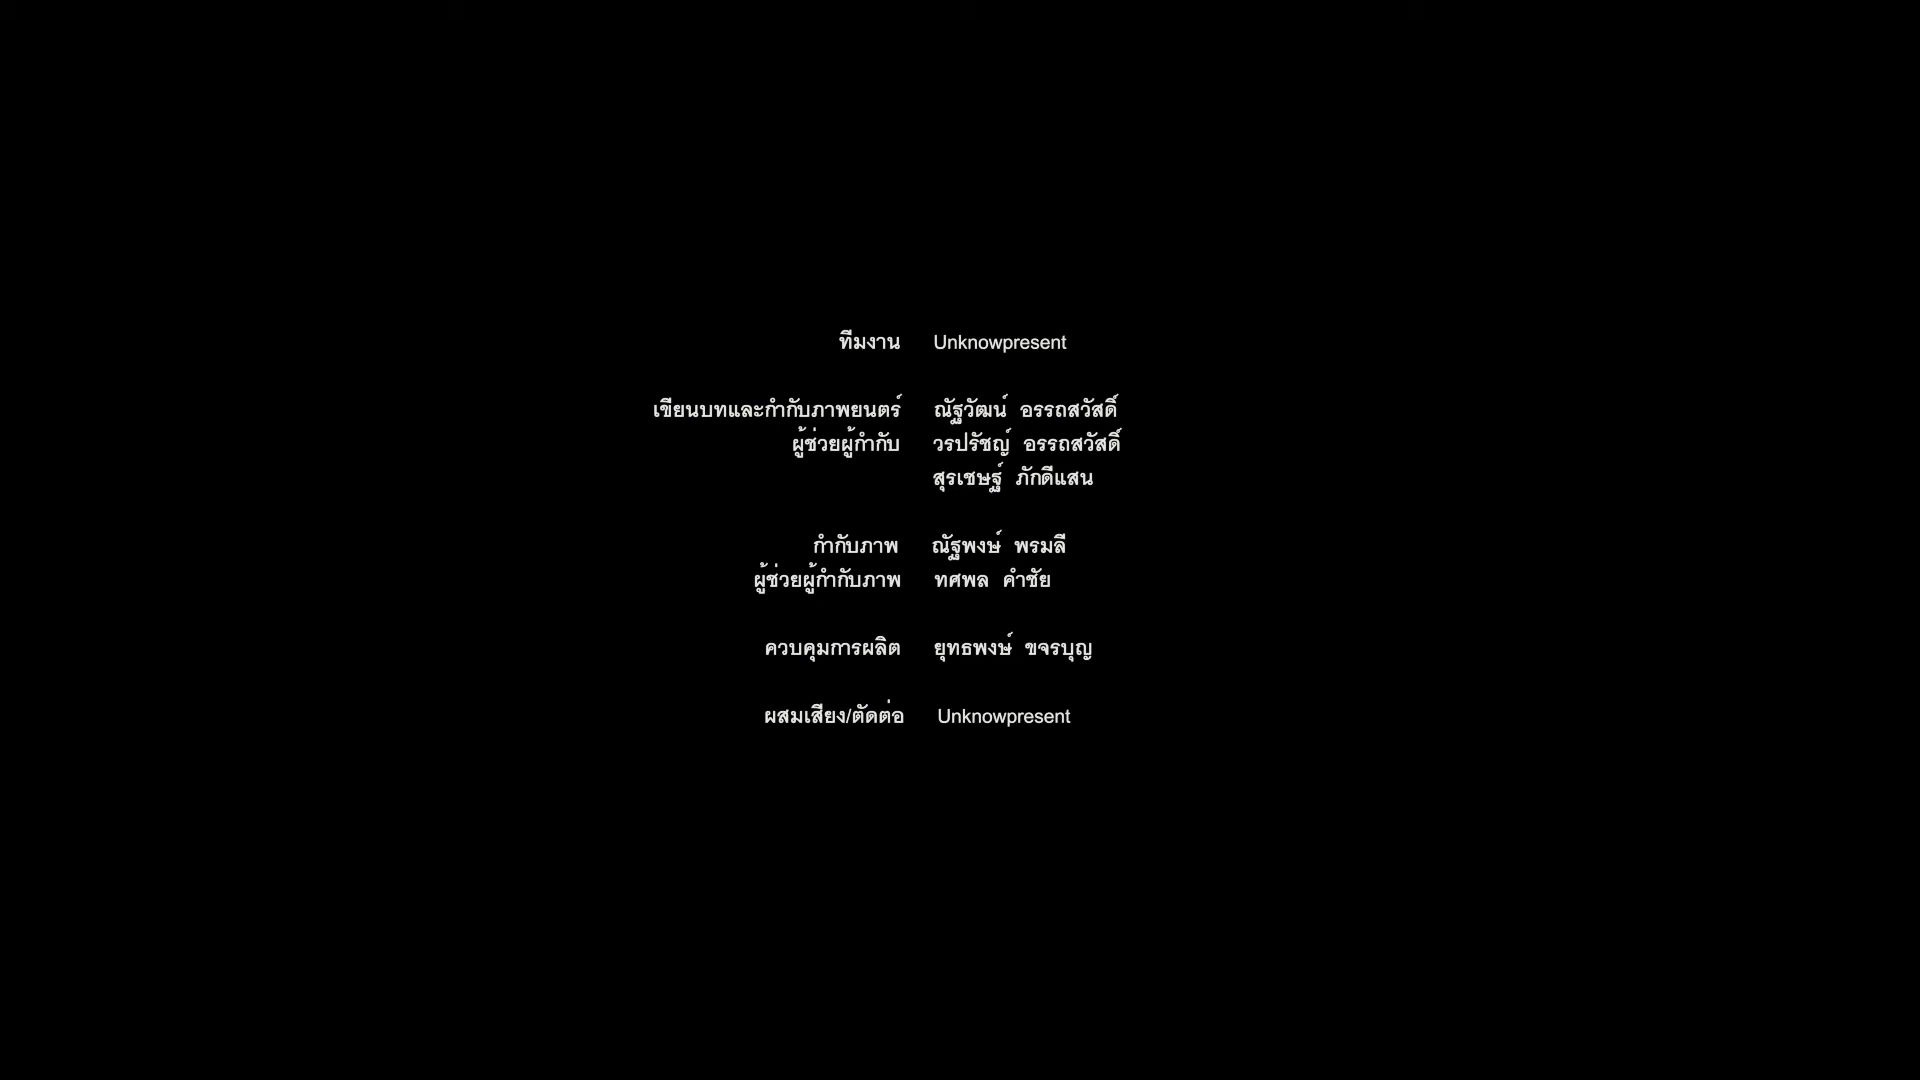 ทีมงาน Unknowpresent
เขียนบทและกำกับภาพยนตร์ ณัฐวัฒน์ อรรถสวัสดิ์
ผู้ช่วยผู้กำกับ วรปรัชญ์ อรรถสวัสดิ์
สุรเชษฐ์ ภักดีแสน
กำกับภาพ ณัฐพงษ์ พรมลี
ผู้ช่วยผู้กำกับภาพ ทศพล คำชัย
ควบคุมการผลิต ยุทธพงษ์ ขจรบุญ
ผสมเสียง/ตัดต่อ Unknowpresent